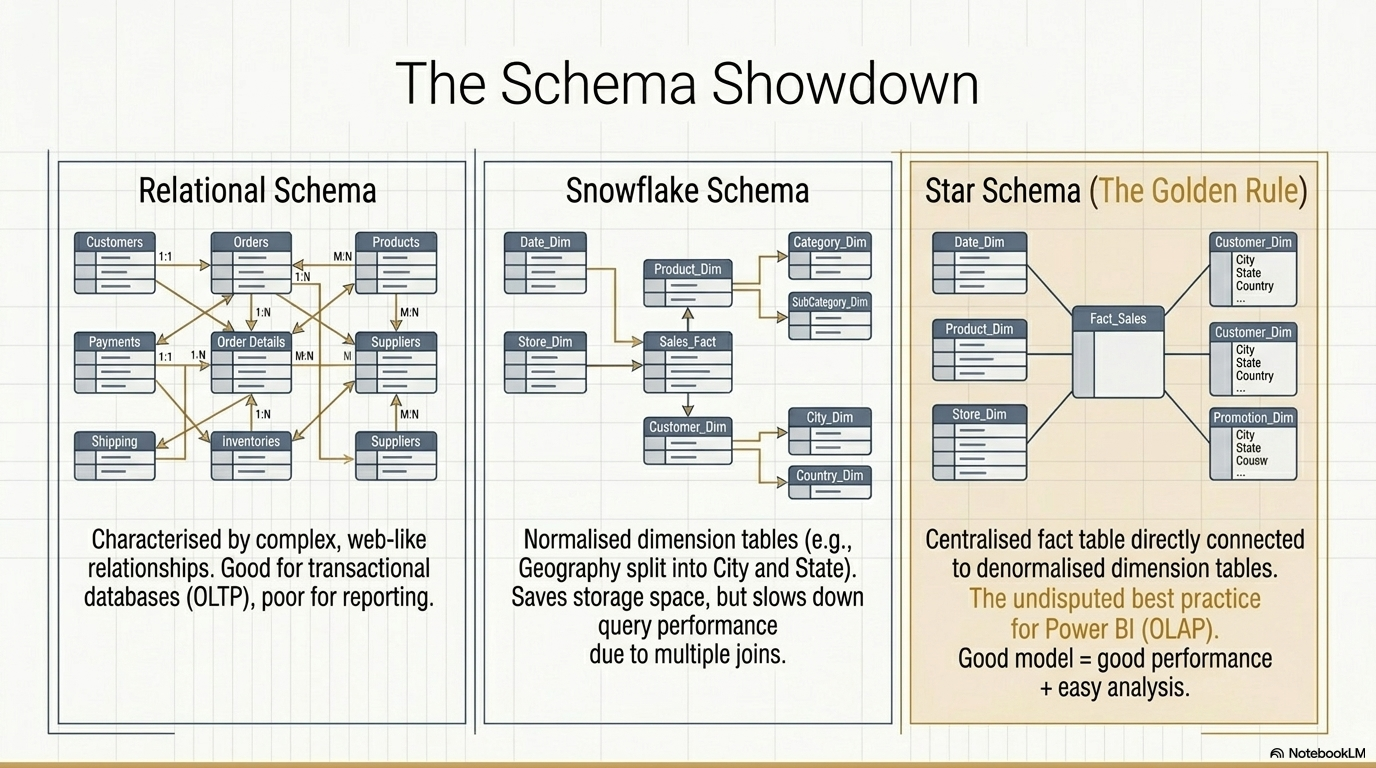 The Schema Showdown
Relational Schema
Customers
Orders
Products
1:1
M:N
1:N
1:N
M:N
Payments
Order Details
Suppliers
1:1
1.N
M:N
M
1:N
M:N
Shipping
Inventories
Suppliers
Characterised by complex, web-like
relationships. Good for transactional
databases (OLTP), poor for reporting.
Snowflake Schema
Date_Dim
Product_Dim
Category_Dim
SubCategory_Dim
Store_Dim
Sales_Fact
Customer_Dim
City_Dim
Country_Dim
Normalised dimension tables (e.g.,
Geography split into City and State).
Saves storage space, but slows down
query performance
due to multiple joins.
Star Schema (The Golden Rule)
Date_Dim
Product_Dim
Store_Dim
Fact_Sales
Customer_Dim
City
State
Country
...
Customer_Dim
City
State
Country
...
Promotion_Dim
City
State
Cousw
...
Centralised fact table directly connected
to denormalised dimension tables.
The undisputed best practice
for Power BI (OLAP).
Good model = good performance
+ easy analysis.
NotebookLM